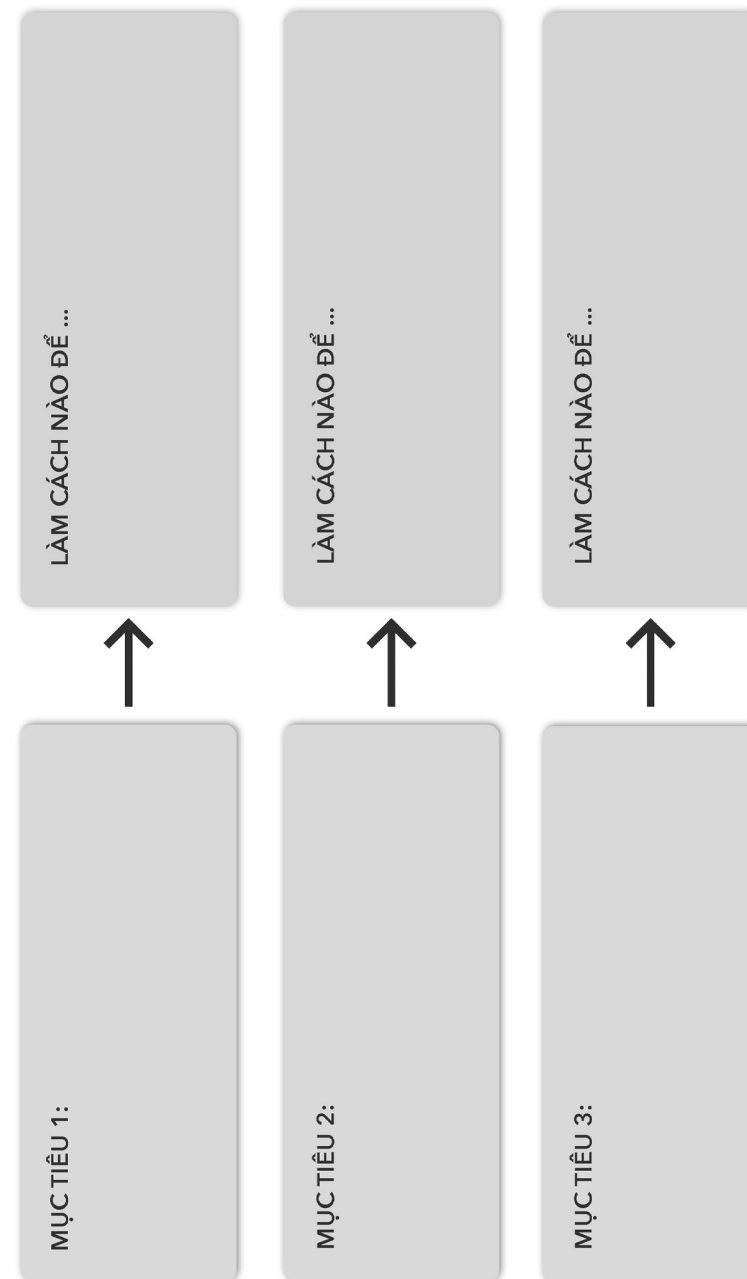 MỤC TIÊU 1:
LÀM CÁCH NÀO ĐỂ ...
MỤC TIÊU 2:
LÀM CÁCH NÀO ĐỂ ...
MỤC TIÊU 3:
LÀM CÁCH NÀO ĐỂ ...